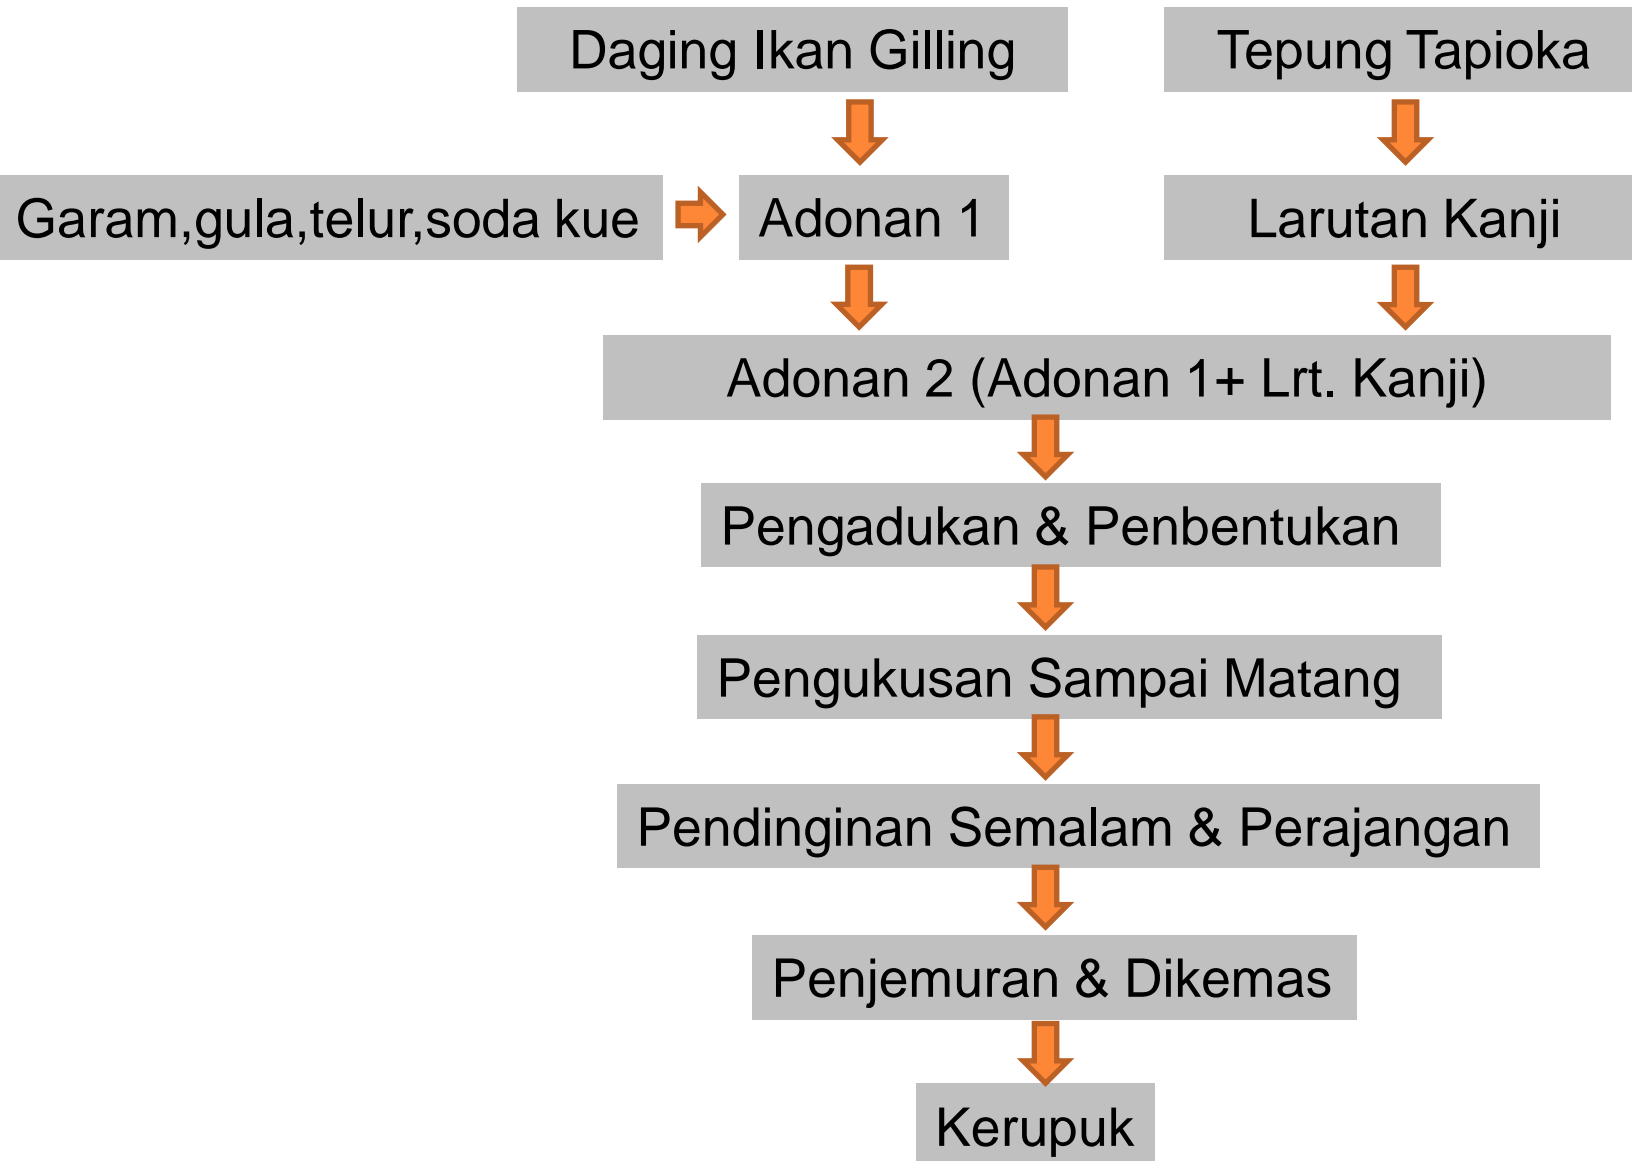 Daging Ikan Gilling
Tepung Tapioka
Garam,gula,telur,soda kue
Adonan 1
Larutan Kanji
Adonan 2 (Adonan 1+ Lrt. Kanji)
Pengadukan & Penbentukan
Pengukusan Sampai Matang
Pendinginan Semalam & Perajangan
Penjemuran & Dikemas
Kerupuk